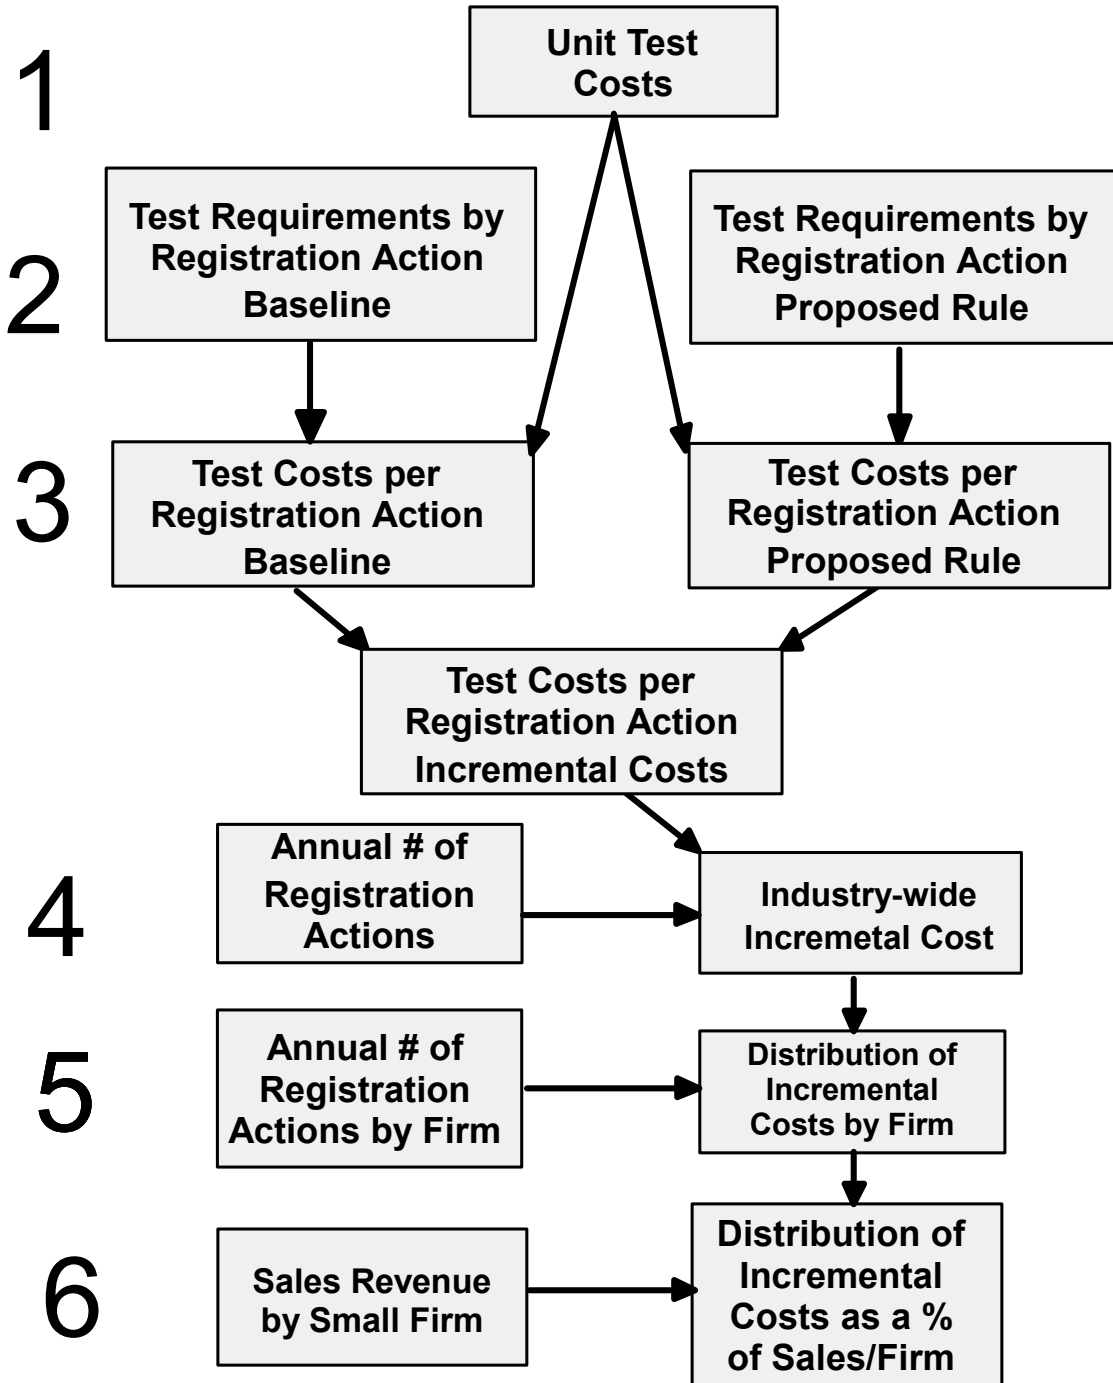 1
Unit Test
Costs
2
Test Requirements by
Registration Action
Baseline
Test Requirements by
Registration Action
Proposed Rule
3
Test Costs per
Registration Action
Baseline
Test Costs per
Registration Action
Proposed Rule
Test Costs per
Registration Action
Incremental Costs
4
Annual # of
Registration
Actions
Industry-wide
Incremetal Cost
5
Annual # of
Registration
Actions by Firm
Distribution of
Incremental
Costs by Firm
6
Sales Revenue
by Small Firm
Distribution of
Incremental
Costs as a %
of Sales/Firm